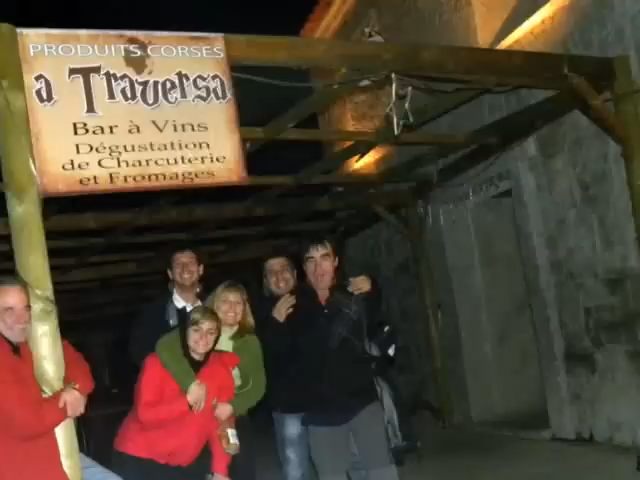 PRODUITS CORSES
a Traversa
Bar à Vins
Dégustation
de Charcuterie
et Fromages